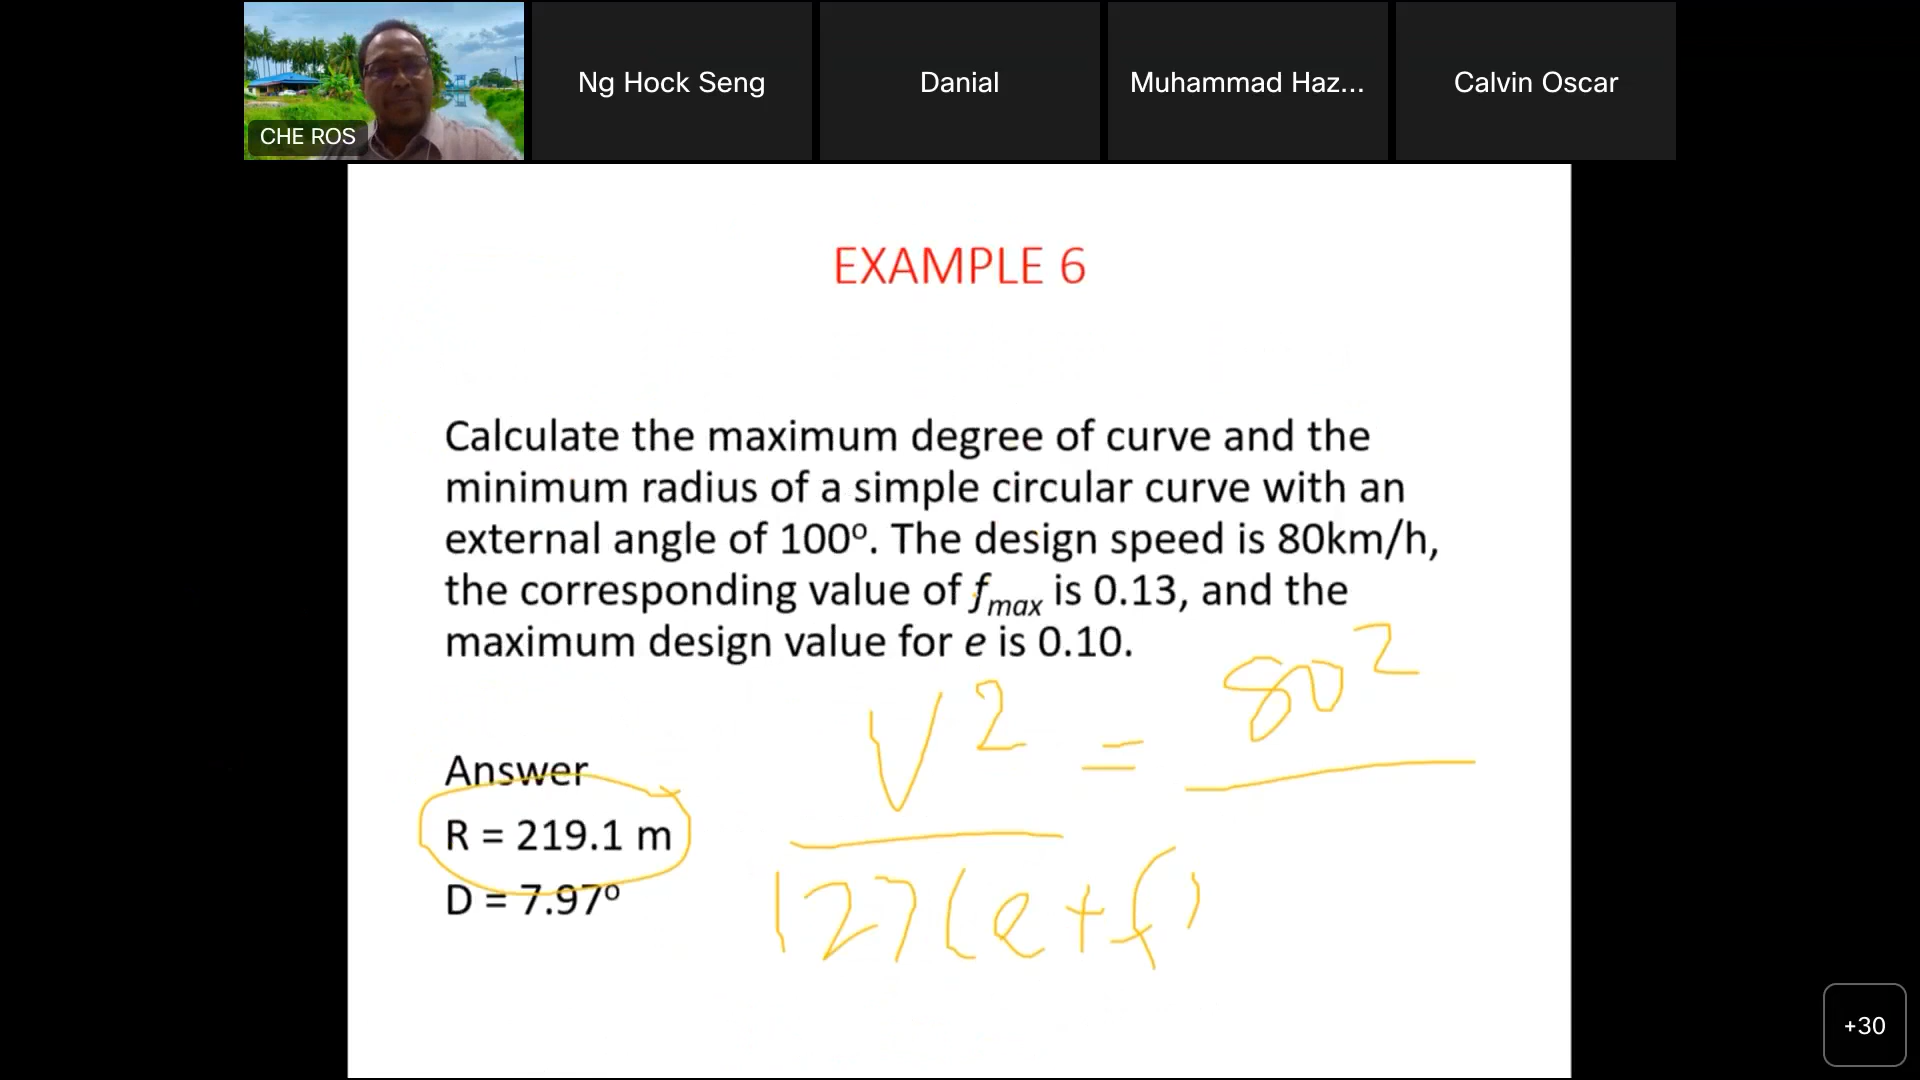 CHE ROS
Ng Hock Seng
Danial
Muhammad Haz...
Calvin Oscar
EXAMPLE 6
Calculate the maximum degree of curve and the
minimum radius of a simple circular curve with an
external angle of 100º. The design speed is 80km/h,
the corresponding value of fmax is 0.13, and the
maximum design value for e is 0.10.
Answer
R = 219.1 m
D = 7.97º
V² = 80²
127(e+f)
+30